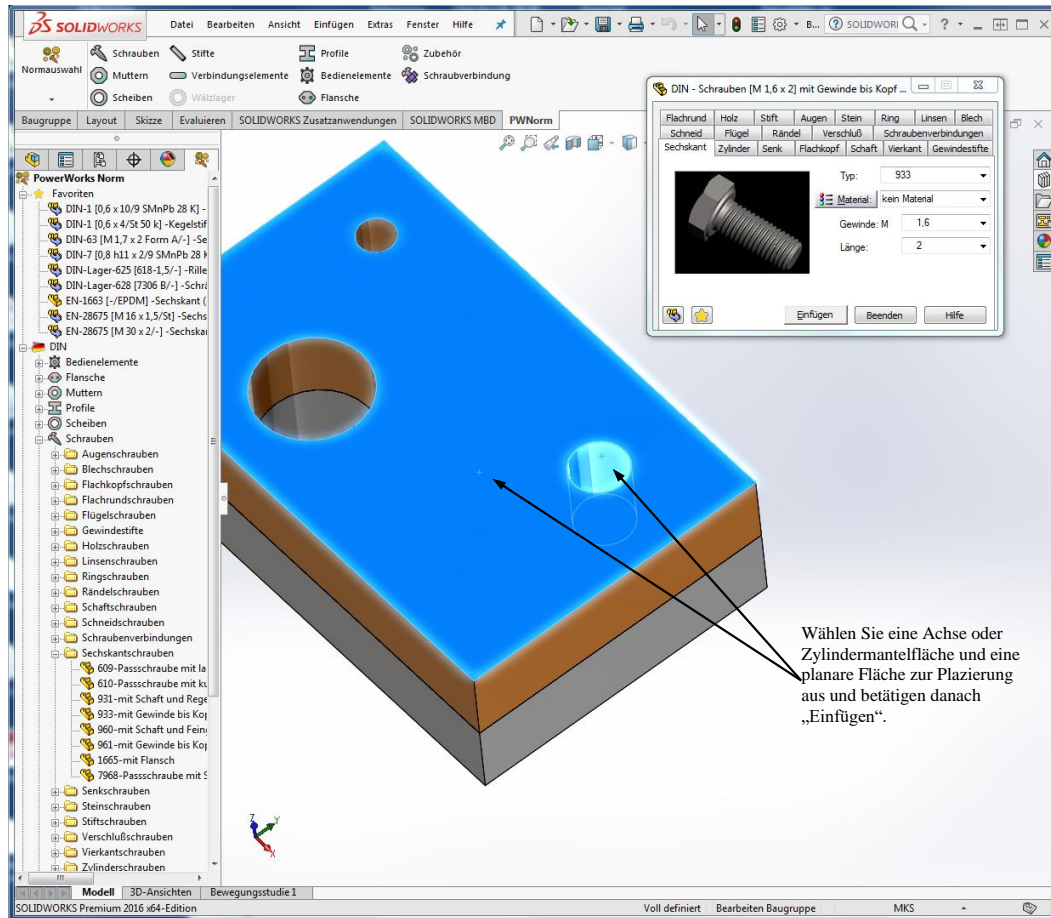 SOLIDWORKS
Datei Bearbeiten Ansicht Einfügen Extras Fenster Hilfe
B...
SOLIDWORI
?
Normauswahl
Schrauben Stifte Profile Zubehör
Muttern Verbindungselemente Bedienelemente Schraubverbindung
Scheiben Wälzlager Flansche
Baugruppe Layout Skizze Evaluieren SOLIDWORKS Zusatzanwendungen SOLIDWORKS MBD PWNorm
PowerWorks Norm
Favoriten
DIN-1 [0,6 x 10/9 SMnPb 28 K] -
DIN-1 [0,6 x 4/St 50 k] -Kegelstif
DIN-63 [M 1,7 x 2 Form A/-] -Se
DIN-7 [0,8 h11 x 2/9 SMnPb 28 K
DIN-Lager-625 [618-1,5/-] -Rille
DIN-Lager-628 [7306 B/-] -Schrä
EN-1663 [-/EPDM] -Sechskant (
EN-28675 [M 16 x 1,5/St] -Sechs
EN-28675 [M 30 x 2/-] -Sechskan
DIN
Bedienelemente
Flansche
Muttern
Profile
Scheiben
Schrauben
Augenschrauben
Blechschrauben
Flachkopfschrauben
Flachrundschrauben
Flügelschrauben
Gewindestifte
Holzschrauben
Linsenschrauben
Ringschrauben
Rändelschrauben
Schaftschrauben
Schneidschrauben
Schraubenverbindungen
Sechskantschrauben
609-Passschraube mit la
610-Passschraube mit ku
931-mit Schaft und Rege
933-mit Gewinde bis Kop
960-mit Schaft und Fein
961-mit Gewinde bis Kop
1665-mit Flansch
7968-Passschraube mit S
Senkschrauben
Steinschrauben
Stiftschrauben
Verschlußschrauben
Vierkantschrauben
Zylinderschrauben
DIN - Schrauben [M 1,6 x 2] mit Gewinde bis Kopf ...
Flachrund Holz Stift Augen Stein Ring Linsen Blech
Schneid Flügel Rändel Verschluß Schraubenverbindungen
Sechskant Zylinder Senk Flachkopf Schaft Vierkant Gewindestifte
Typ: 933
Material: kein Material
Gewinde: M 1,6
Länge: 2
Einfügen Beenden Hilfe
Wählen Sie eine Achse oder
Zylindermantelfläche und eine
planare Fläche zur Plazierung
aus und betätigen danach
„Einfügen“.
Z Y X
Modell 3D-Ansichten Bewegungsstudie 1
SOLIDWORKS Premium 2016 x64-Edition Voll definiert Bearbeiten Baugruppe MKS